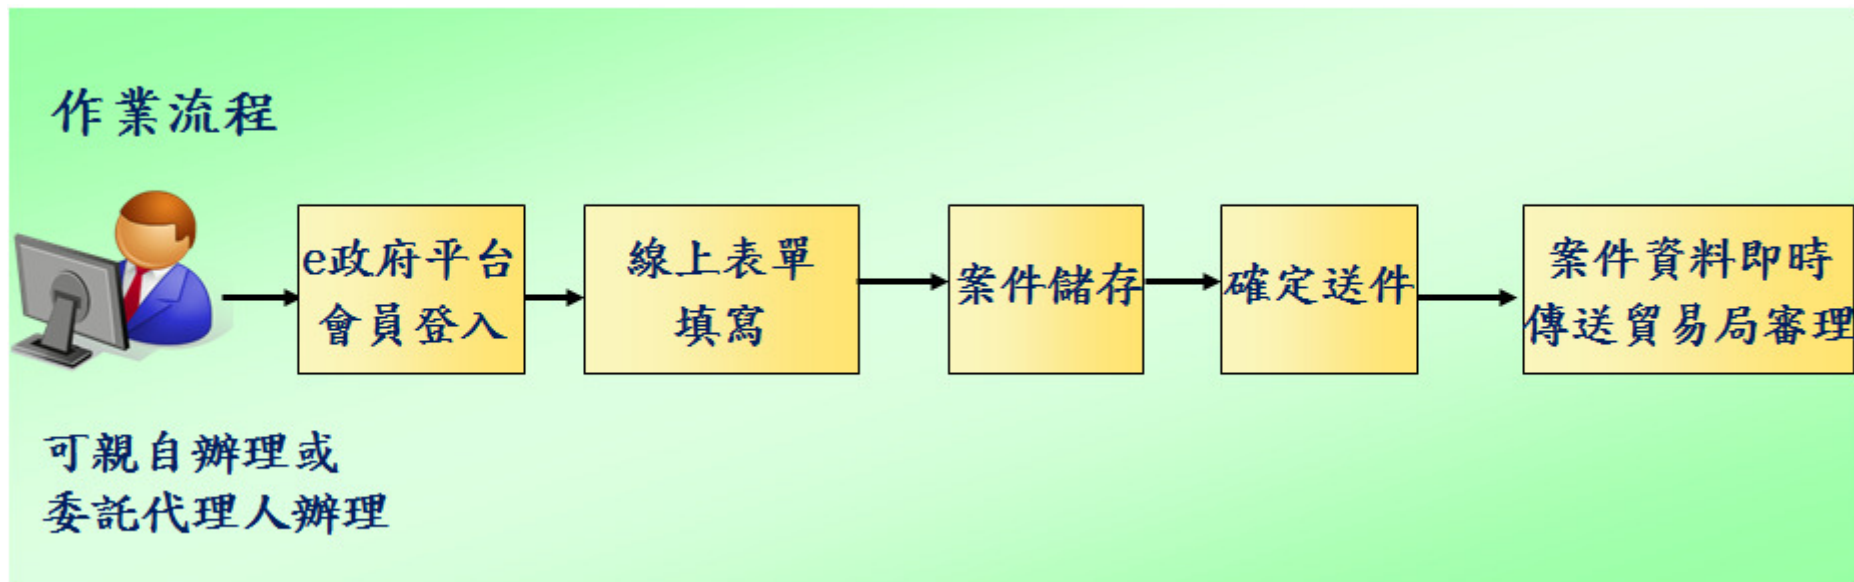 作業流程
e政府平台
會員登入
線上表單
填寫
案件儲存
確定送件
案件資料即時
傳送貿易局審理
可親自辦理或
委託代理人辦理